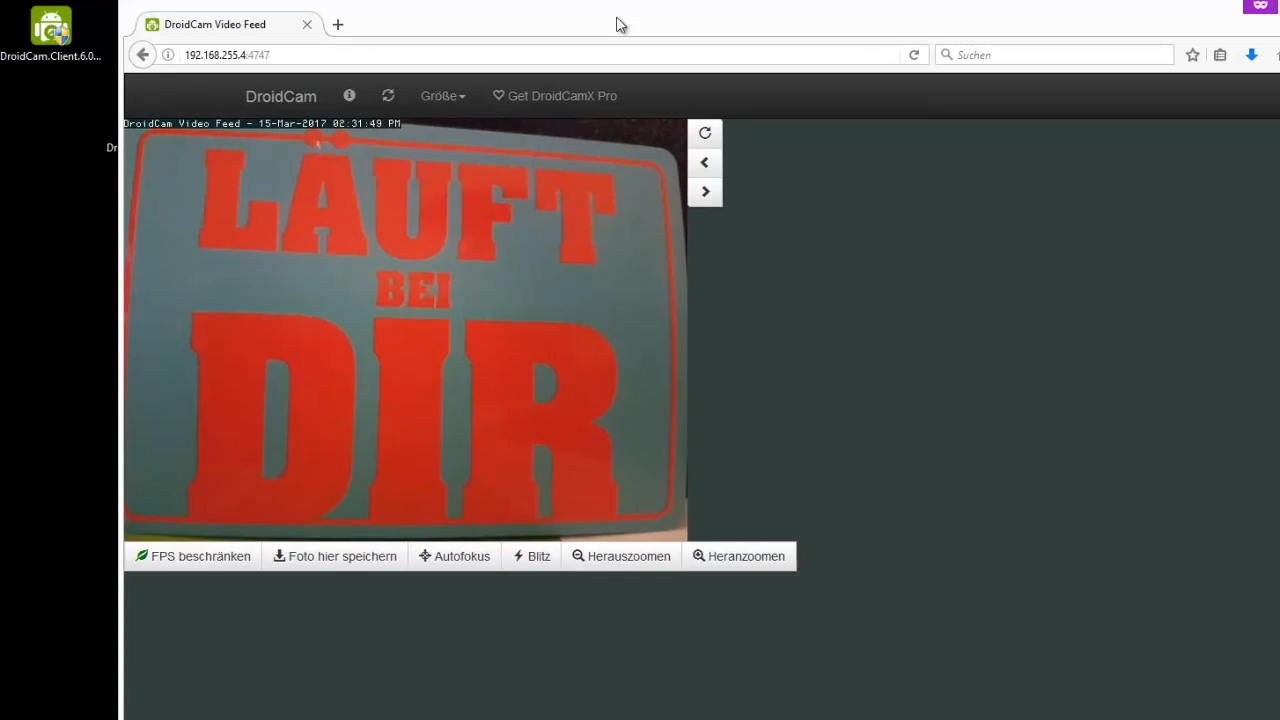 DroidCam.Client.6.0...
Dr
DroidCam Video Feed
192.168.255.4:4747
Suchen
DroidCam
Größe
Get DroidCamX Pro
DroidCam Video Feed - 15-Mar-2017 02:31:49 PM
LÄUFT
BEI
DIR
FPS beschränken
Foto hier speichern
Autofokus
Blitz
Herauszoomen
Heranzoomen